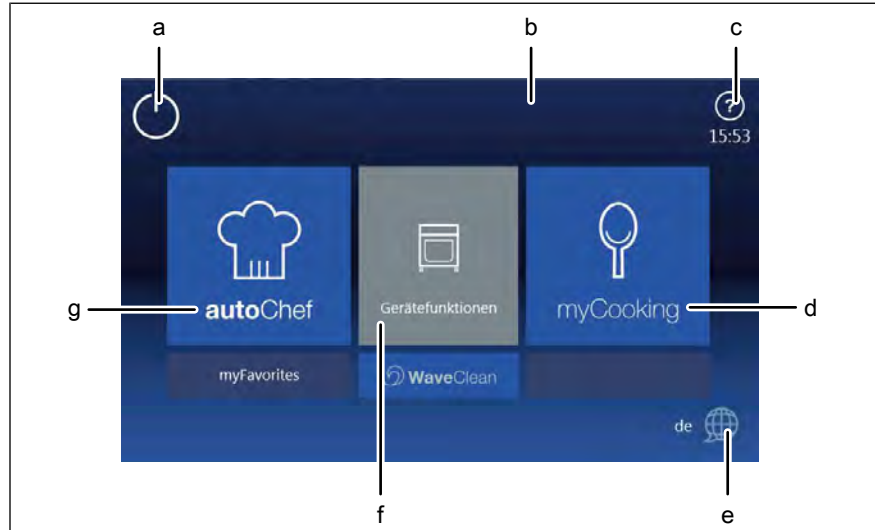 a
b
c
15:53
g
autoChef
Gerätefunktionen
myCooking
d
myFavorites
WaveClean
de
f
e